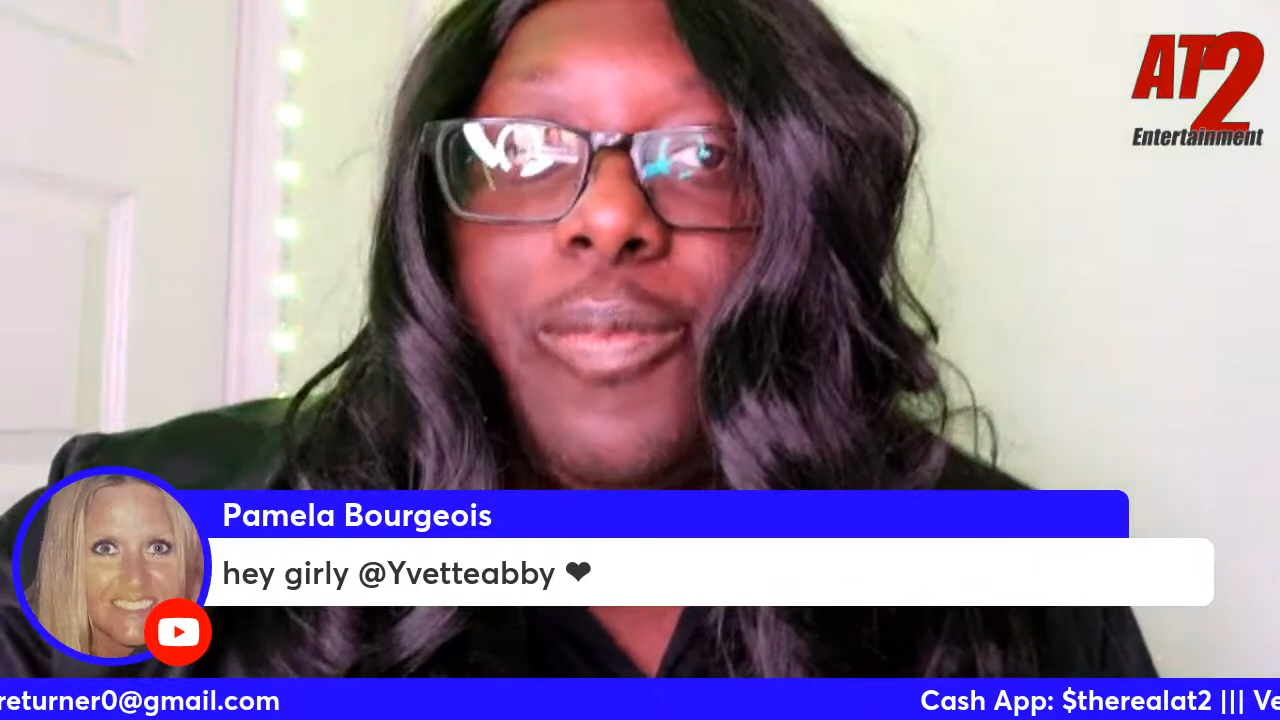 AT2
Entertainment
Pamela Bourgeois
hey girly @Yvetteabby ❤
returner0@gmail.com
Cash App: $therealat2 ||| Ve